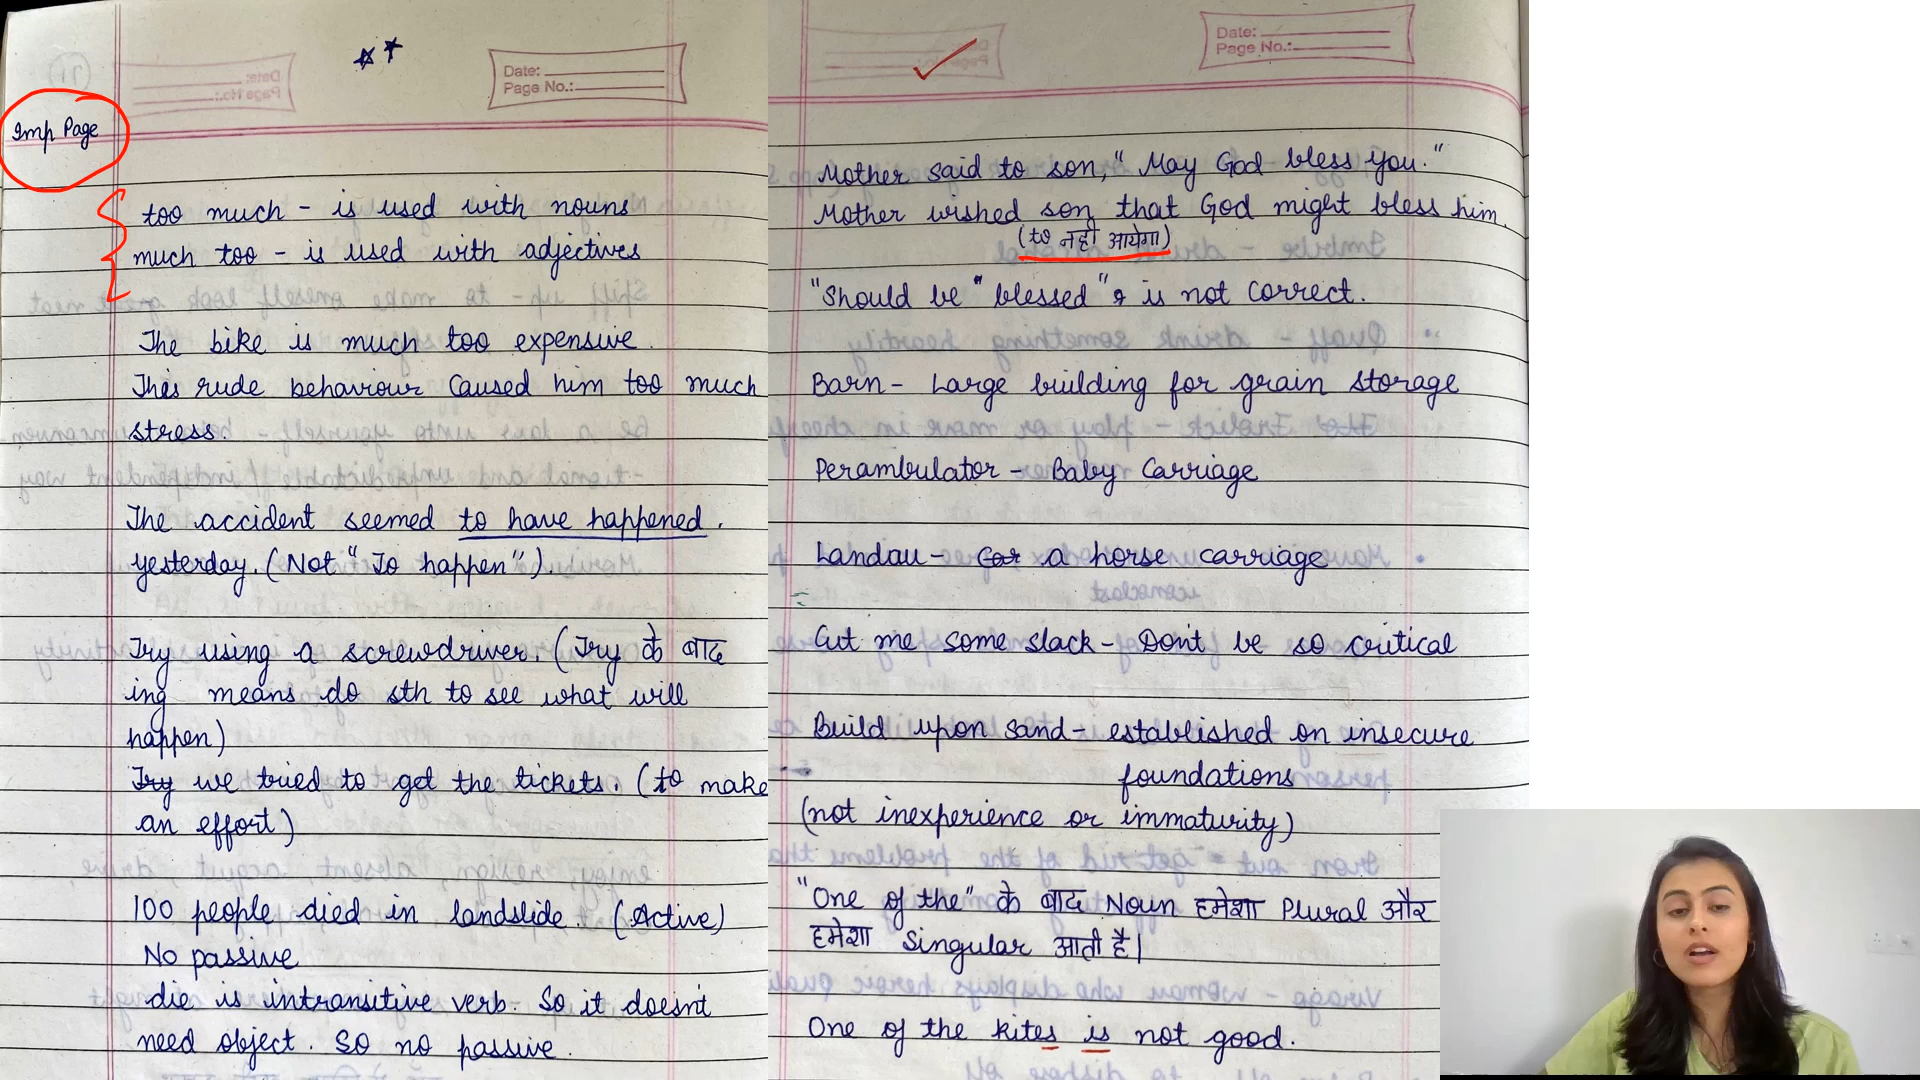 Date:
Page No.:
Imp Page
too much - is used with nouns
much too - is used with adjectives
The bike is much too expensive.
This rude behaviour caused him too much
stress.
The accident seemed to have happened.
yesterday. (Not "To happen").
Try using a screwdriver. (Try के बाद
ing means do sth to see what will
happen)
Try we tried to get the tickets. (to make
an effort)
100 people died in landslide. (Active)
No passive
die is intransitive verb. So it doesn't
need object. So no passive.
Date:
Page No.:
Mother said to son, "May God bless you."
Mother wished son that God might bless him.
(to नही आयेगा)
"Should be" "blessed" is not correct.
Barn - Large building for grain storage
Perambulator - Baby carriage
Landau - Car a horse carriage
Cut me some slack - Don't be so critical
Build upon sand - established on insecure
foundations
(not inexperience or immaturity)
"One of the" के बाद Noun हमेशा Plural और
हमेशा Singular आती है।
One of the kites is not good.